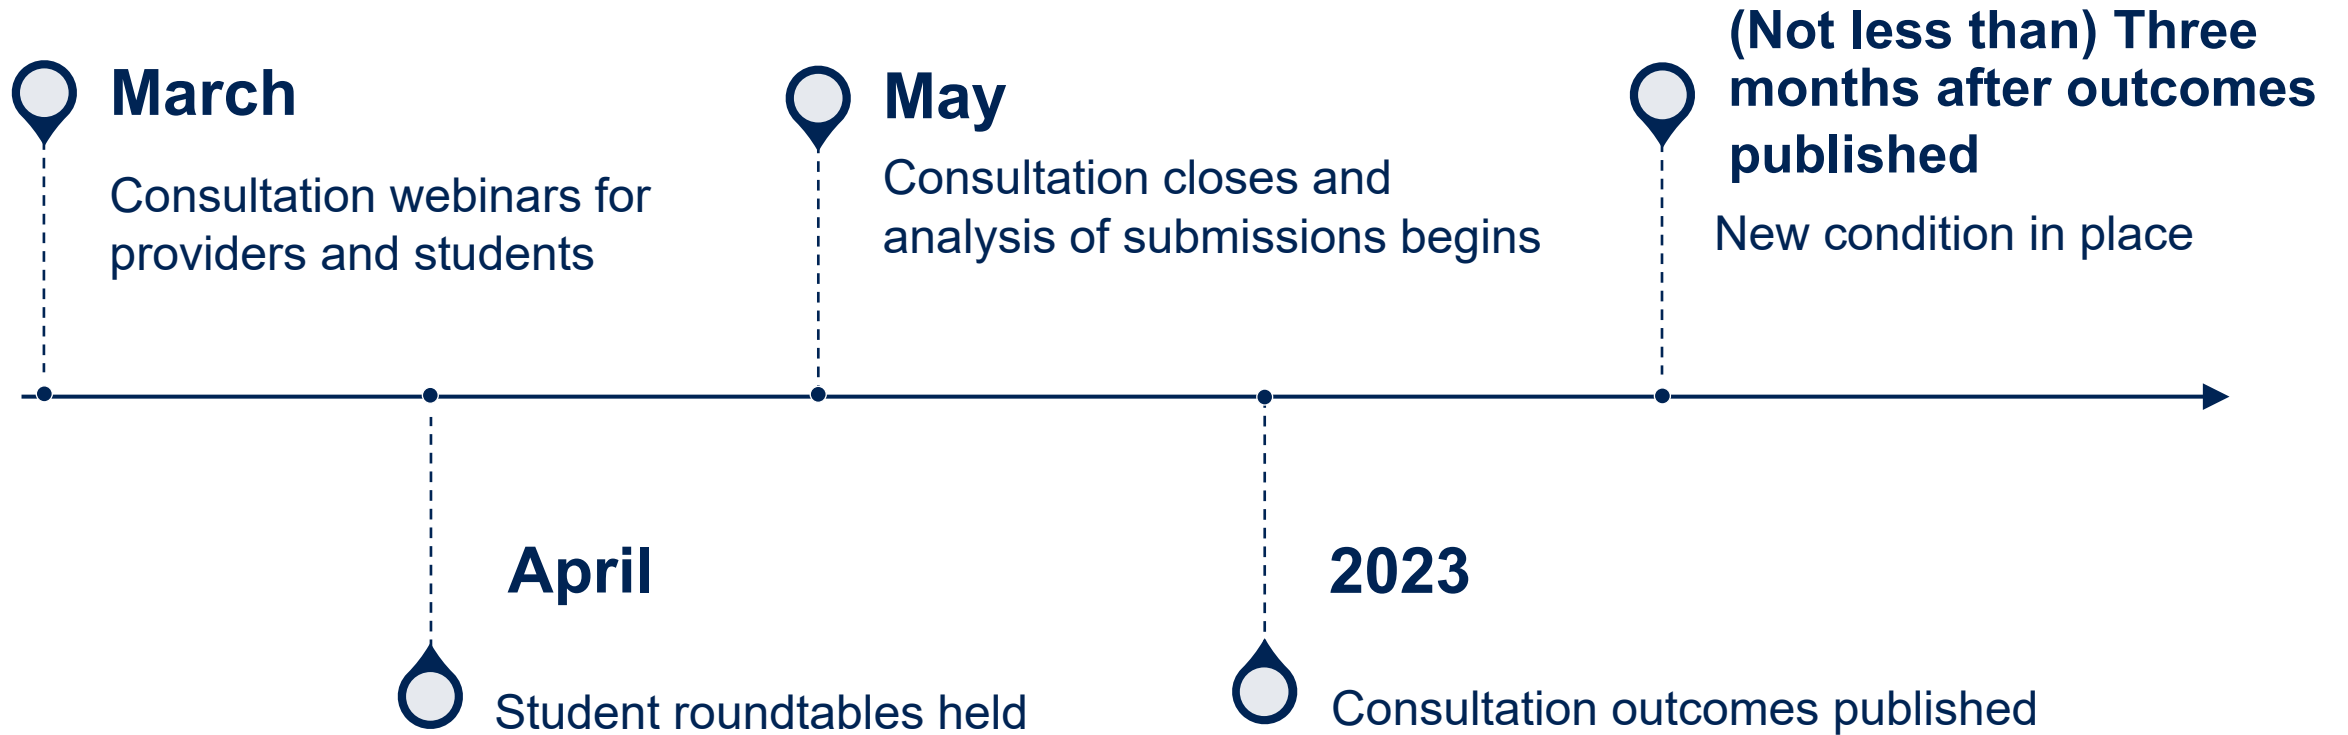 March
Consultation webinars for
providers and students
April
Student roundtables held
May
Consultation closes and
analysis of submissions begins
2023
Consultation outcomes published
(Not less than) Three
months after outcomes
published
New condition in place